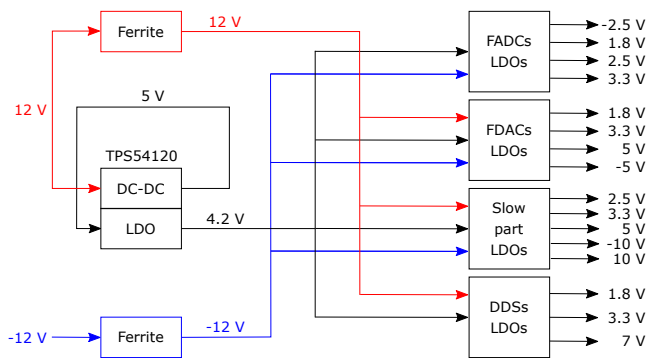 12 V
Ferrite
12 V
5 V
TPS54120
DC-DC
LDO
4.2 V
-12 V
Ferrite
-12 V
FADCs
LDOs
-2.5 V
1.8 V
2.5 V
3.3 V
FDACs
LDOs
1.8 V
3.3 V
5 V
-5 V
Slow
part
LDOs
2.5 V
3.3 V
5 V
-10 V
10 V
DDSs
LDOs
1.8 V
3.3 V
7 V